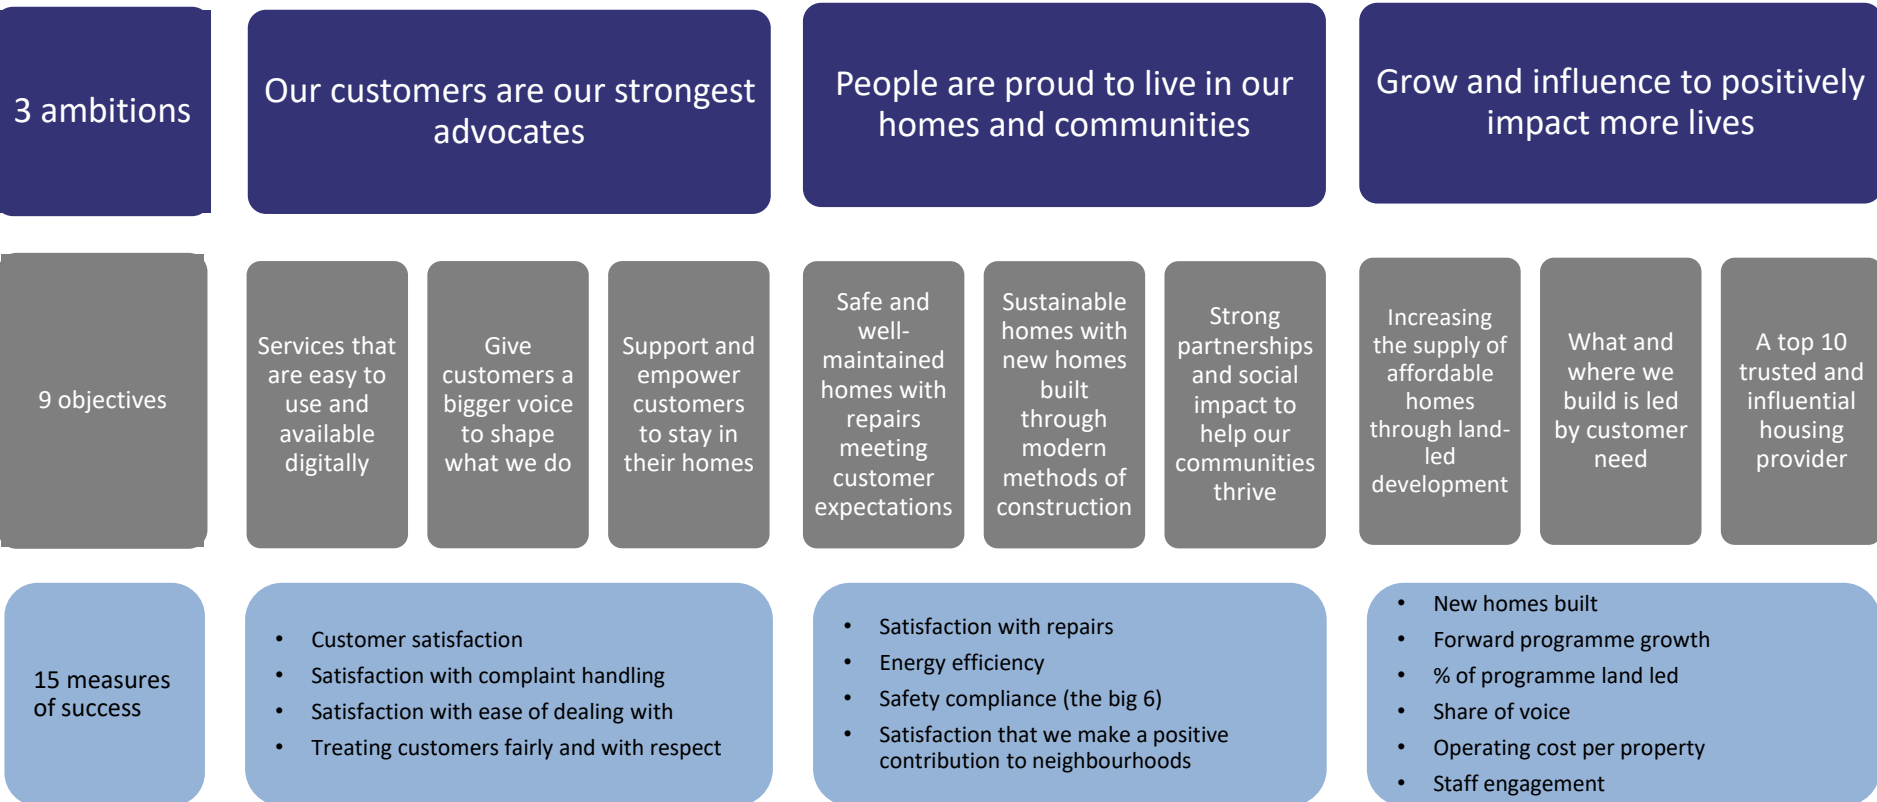 3 ambitions
Our customers are our strongest
advocates
People are proud to live in our
homes and communities
Grow and influence to positively
impact more lives
9 objectives
Services that
are easy to
use and
available
digitally
Give
customers a
bigger voice
to shape
what we do
Support and
empower
customers
to stay in
their homes
Safe and
well-
maintained
homes with
repairs
meeting
customer
expectations
Sustainable
homes with
new homes
built
through
modern
methods of
construction
Strong
partnerships
and social
impact to
help our
communities
thrive
Increasing
the supply of
affordable
homes
through land-
led
development
What and
where we
build is led
by customer
need
A top 10
trusted and
influential
housing
provider
15 measures
of success
• Customer satisfaction
• Satisfaction with complaint handling
• Satisfaction with ease of dealing with
• Treating customers fairly and with respect
• Satisfaction with repairs
• Energy efficiency
• Safety compliance (the big 6)
• Satisfaction that we make a positive
contribution to neighbourhoods
• New homes built
• Forward programme growth
• % of programme land led
• Share of voice
• Operating cost per property
• Staff engagement